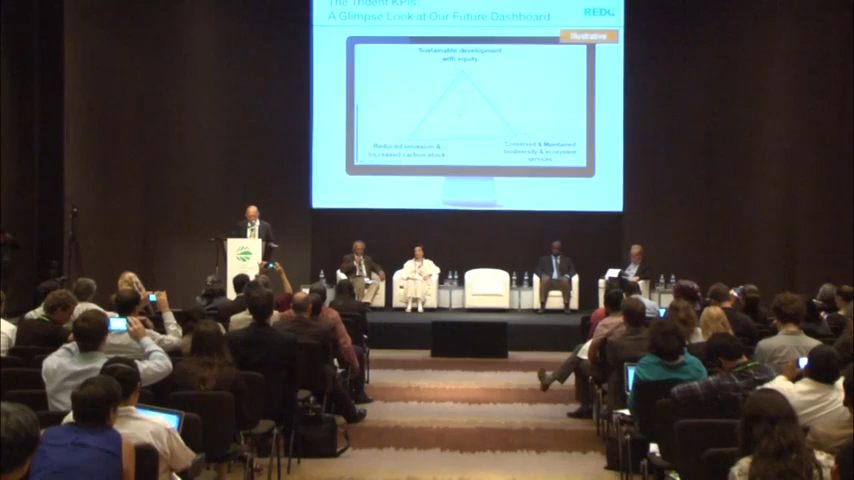 The Trident KPIs:
A Glimpse Look at Our Future Dashboard
Illustrative
Sustainable development
with equity
Reduced emission &
Increased carbon stock
Conserved & Maintained
biodiversity & ecosystem
services